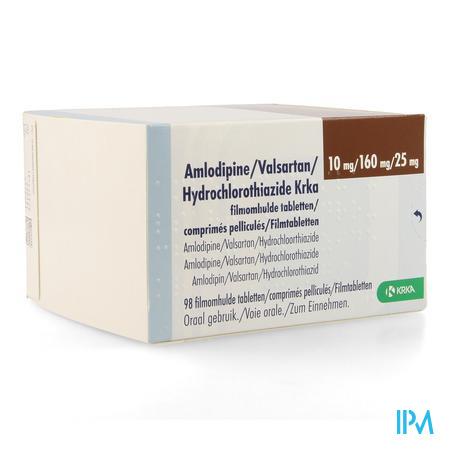 Amlodipine/Valsartan/
Hydrochlorothiazide Krka
10 mg/160 mg/25 mg
filmomhulde tabletten/
comprimés pelliculés/Filmtabletten
Amlodipine/Valsartan/Hydrochloorthiazide
Amlodipine/Valsartan/Hydrochlorothiazide
Amlodipin/Valsartan/Hydrochlorothiazid
98 filmomhulde tabletten/comprimés pelliculés/Filmtabletten
Oraal gebruik./Voie orale./Zum Einnehmen.
KRKA
IPM